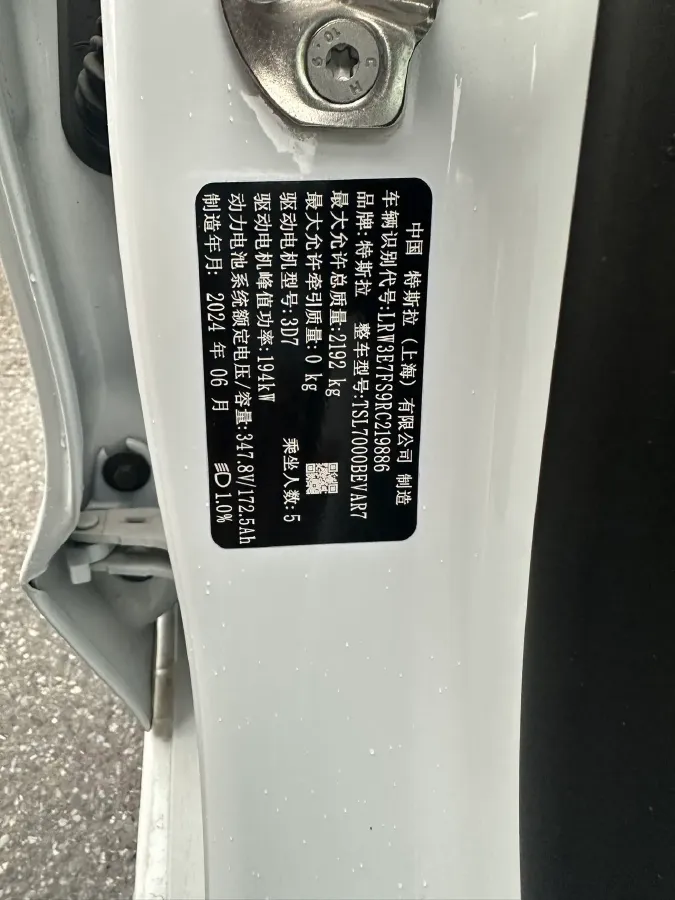 中国 特斯拉（上海）有限公司 制造
车辆识别代号:LRW3E7FS9RC219886
品牌:特斯拉 整车型号:TSL7000BEVAR7
最大允许总质量:2192 kg
最大允许牵引质量:0 kg
驱动电机型号:3D7 乘坐人数:5
驱动电机峰值功率:194kW
动力电池系统额定电压/容量:347.8V/172.5Ah
制造年月: 2024 年 06 月 1.0%
CH
10.9